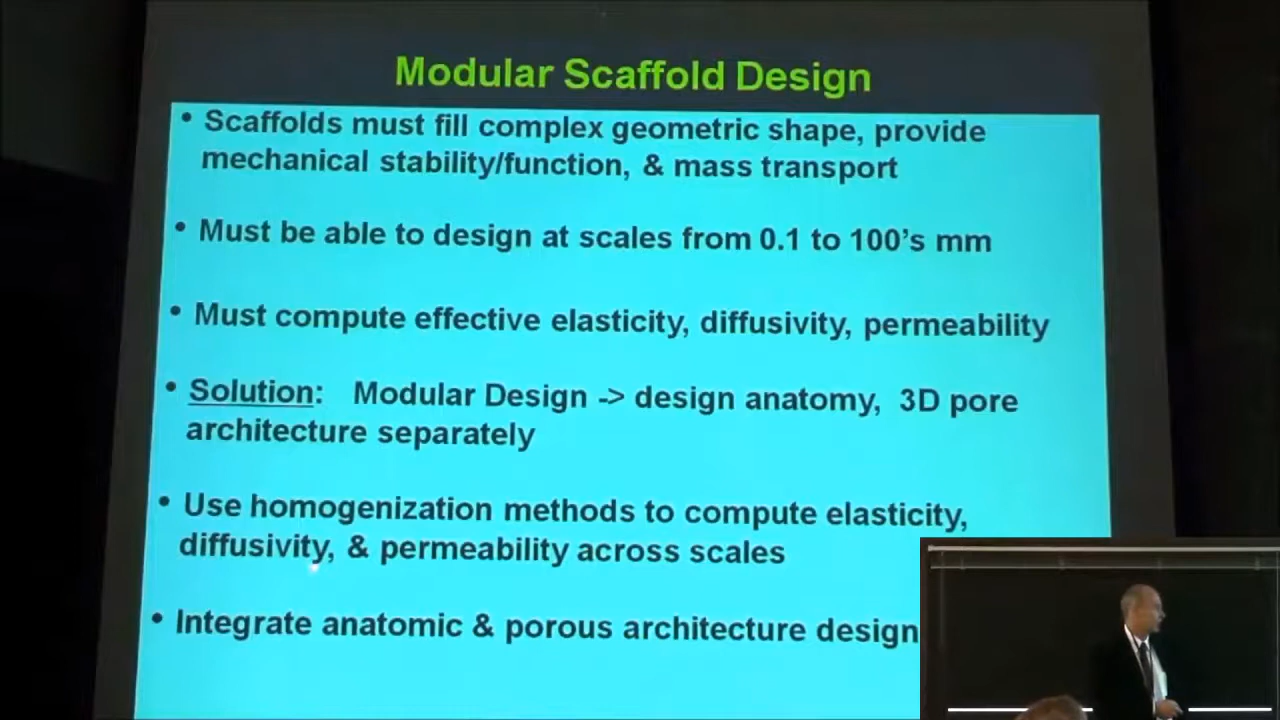 Modular Scaffold Design
• Scaffolds must fill complex geometric shape, provide
mechanical stability/function, & mass transport
• Must be able to design at scales from 0.1 to 100's mm
• Must compute effective elasticity, diffusivity, permeability
• Solution: Modular Design -> design anatomy, 3D pore
architecture separately
• Use homogenization methods to compute elasticity,
diffusivity, & permeability across scales
• Integrate anatomic & porous architecture design